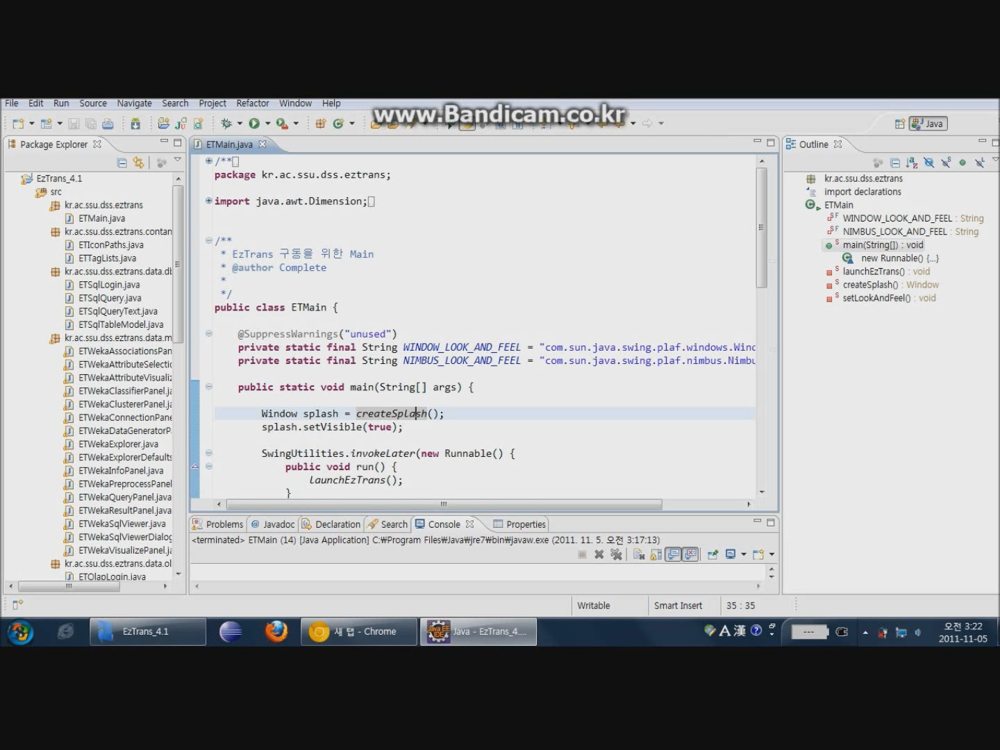 File Edit Run Source Navigate Search Project Refactor Window Help
www.Bandicam.co.kr
Java
Package Explorer
EzTrans_4.1
src
kr.ac.ssu.dss.eztrans
ETMain.java
kr.ac.ssu.dss.eztrans.contan
ETIconPaths.java
ETTagLists.java
kr.ac.ssu.dss.eztrans.data.db
ETSqlLogin.java
ETSqlQuery.java
ETSqlQueryText.java
ETSqlTableModel.java
kr.ac.ssu.dss.eztrans.data.m
ETWekaAssociationsPan
ETWekaAttributeSelectio
ETWekaAttributeVisualiz
ETWekaClassifierPanel.ja
ETWekaClustererPanel.ja
ETWekaConnectionPane
ETWekaDataGeneratorP.
ETWekaExplorer.java
ETWekaExplorerDefaults
ETWekaInfoPanel.java
ETWekaPreprocessPanel
ETWekaQueryPanel.java
ETWekaResultPanel.java
ETWekaSqlViewer.java
ETWekaSqlViewerDialog
ETWekaVisualizePanel.ja
kr.ac.ssu.dss.eztrans.data.ol
ETOlapLogin.java
ETMain.java
/**
package kr.ac.ssu.dss.eztrans;
import java.awt.Dimension;
/**
* EzTrans 구동을 위한 Main
* @author Complete
*
*/
public class ETMain {
@SuppressWarnings("unused")
private static final String WINDOW_LOOK_AND_FEEL = "com.sun.java.swing.plaf.windows.Wind
private static final String NIMBUS_LOOK_AND_FEEL = "com.sun.java.swing.plaf.nimbus.Nimbu
public static void main(String[] args) {
Window splash = createSplash();
splash.setVisible(true);
SwingUtilities.invokeLater(new Runnable() {
public void run() {
launchEzTrans();
}
Outline
kr.ac.ssu.dss.eztrans
import declarations
ETMain
WINDOW_LOOK_AND_FEEL : String
NIMBUS_LOOK_AND_FEEL : String
main(String[]) : void
new Runnable() {...}
launchEzTrans() : void
createSplash() : Window
setLookAndFeel() : void
Problems Javadoc Declaration Search Console Properties
<terminated> ETMain (14) [Java Application] C:₩Program Files₩Java₩jre7₩bin₩javaw.exe (2011. 11. 5. 오전 3:17:13)
Writable Smart Insert 35 : 35
EzTrans_4.1
새 탭 - Chrome
Java - EzTrans_4....
A 漢
---
오전 3:22
2011-11-05